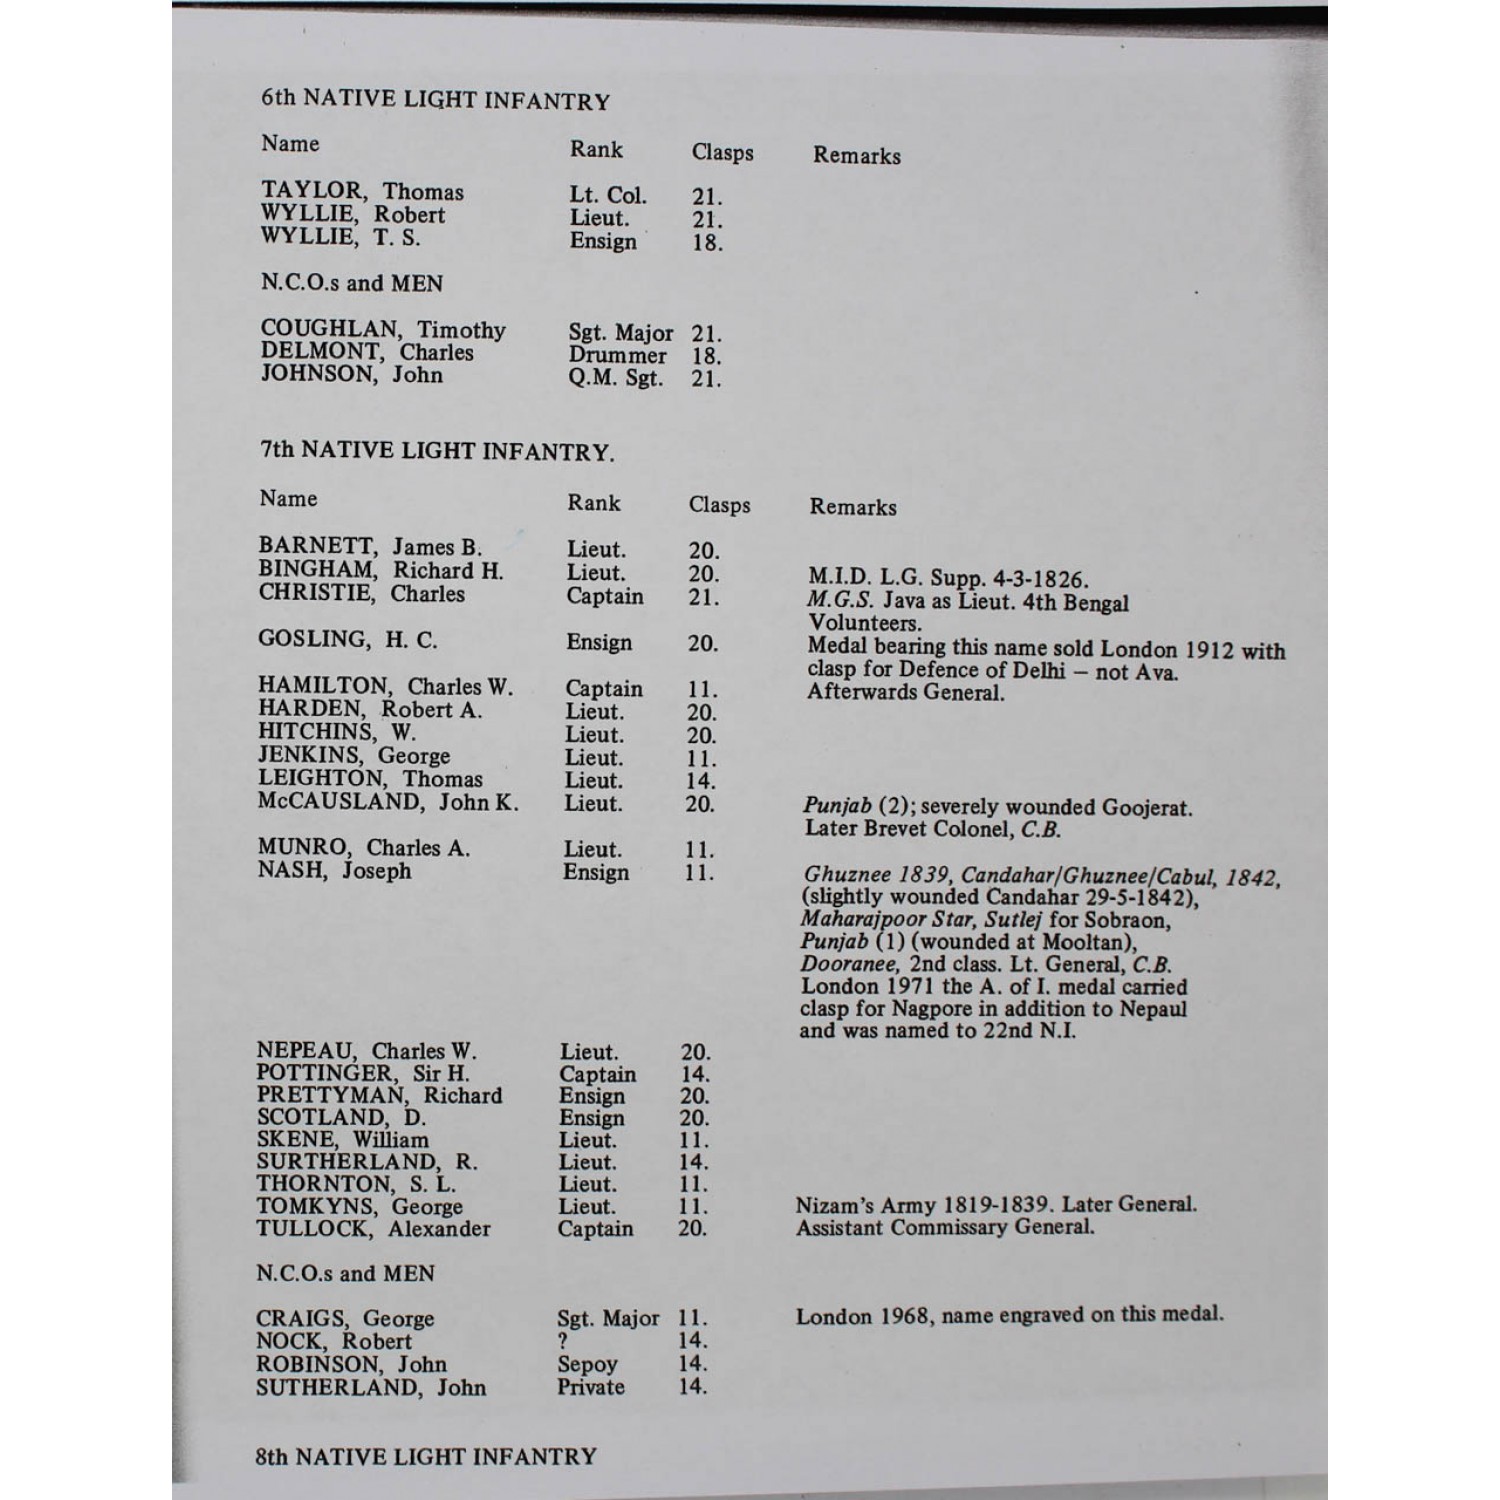 6th NATIVE LIGHT INFANTRY
Name Rank Clasps Remarks
TAYLOR, Thomas Lt. Col. 21.
WYLLIE, Robert Lieut. 21.
WYLLIE, T. S. Ensign 18.
N.C.O.s and MEN
COUGHLAN, Timothy Sgt. Major 21.
DELMONT, Charles Drummer 18.
JOHNSON, John Q.M. Sgt. 21.
7th NATIVE LIGHT INFANTRY.
Name Rank Clasps Remarks
BARNETT, James B. Lieut. 20.
BINGHAM, Richard H. Lieut. 20. M.I.D. L.G. Supp. 4-3-1826.
CHRISTIE, Charles Captain 21. M.G.S. Java as Lieut. 4th Bengal
Volunteers.
GOSLING, H. C. Ensign 20. Medal bearing this name sold London 1912 with
clasp for Defence of Delhi — not Ava.
HAMILTON, Charles W. Captain 11. Afterwards General.
HARDEN, Robert A. Lieut. 20.
HITCHINS, W. Lieut. 20.
JENKINS, George Lieut. 11.
LEIGHTON, Thomas Lieut. 14.
McCAUSLAND, John K. Lieut. 20. Punjab (2); severely wounded Goojerat.
Later Brevet Colonel, C.B.
MUNRO, Charles A. Lieut. 11.
NASH, Joseph Ensign 11. Ghuznee 1839, Candahar/Ghuznee/Cabul, 1842,
(slightly wounded Candahar 29-5-1842),
Maharajpoor Star, Sutlej for Sobraon,
Punjab (1) (wounded at Mooltan),
Dooranee, 2nd class. Lt. General, C.B.
London 1971 the A. of I. medal carried
clasp for Nagpore in addition to Nepaul
and was named to 22nd N.I.
NEPEAU, Charles W. Lieut. 20.
POTTINGER, Sir H. Captain 14.
PRETTYMAN, Richard Ensign 20.
SCOTLAND, D. Ensign 20.
SKENE, William Lieut. 11.
SURTHERLAND, R. Lieut. 14.
THORNTON, S. L. Lieut. 11.
TOMKYNS, George Lieut. 11. Nizam's Army 1819-1839. Later General.
TULLOCK, Alexander Captain 20. Assistant Commissary General.
N.C.O.s and MEN
CRAIGS, George Sgt. Major 11. London 1968, name engraved on this medal.
NOCK, Robert ? 14.
ROBINSON, John Sepoy 14.
SUTHERLAND, John Private 14.
8th NATIVE LIGHT INFANTRY